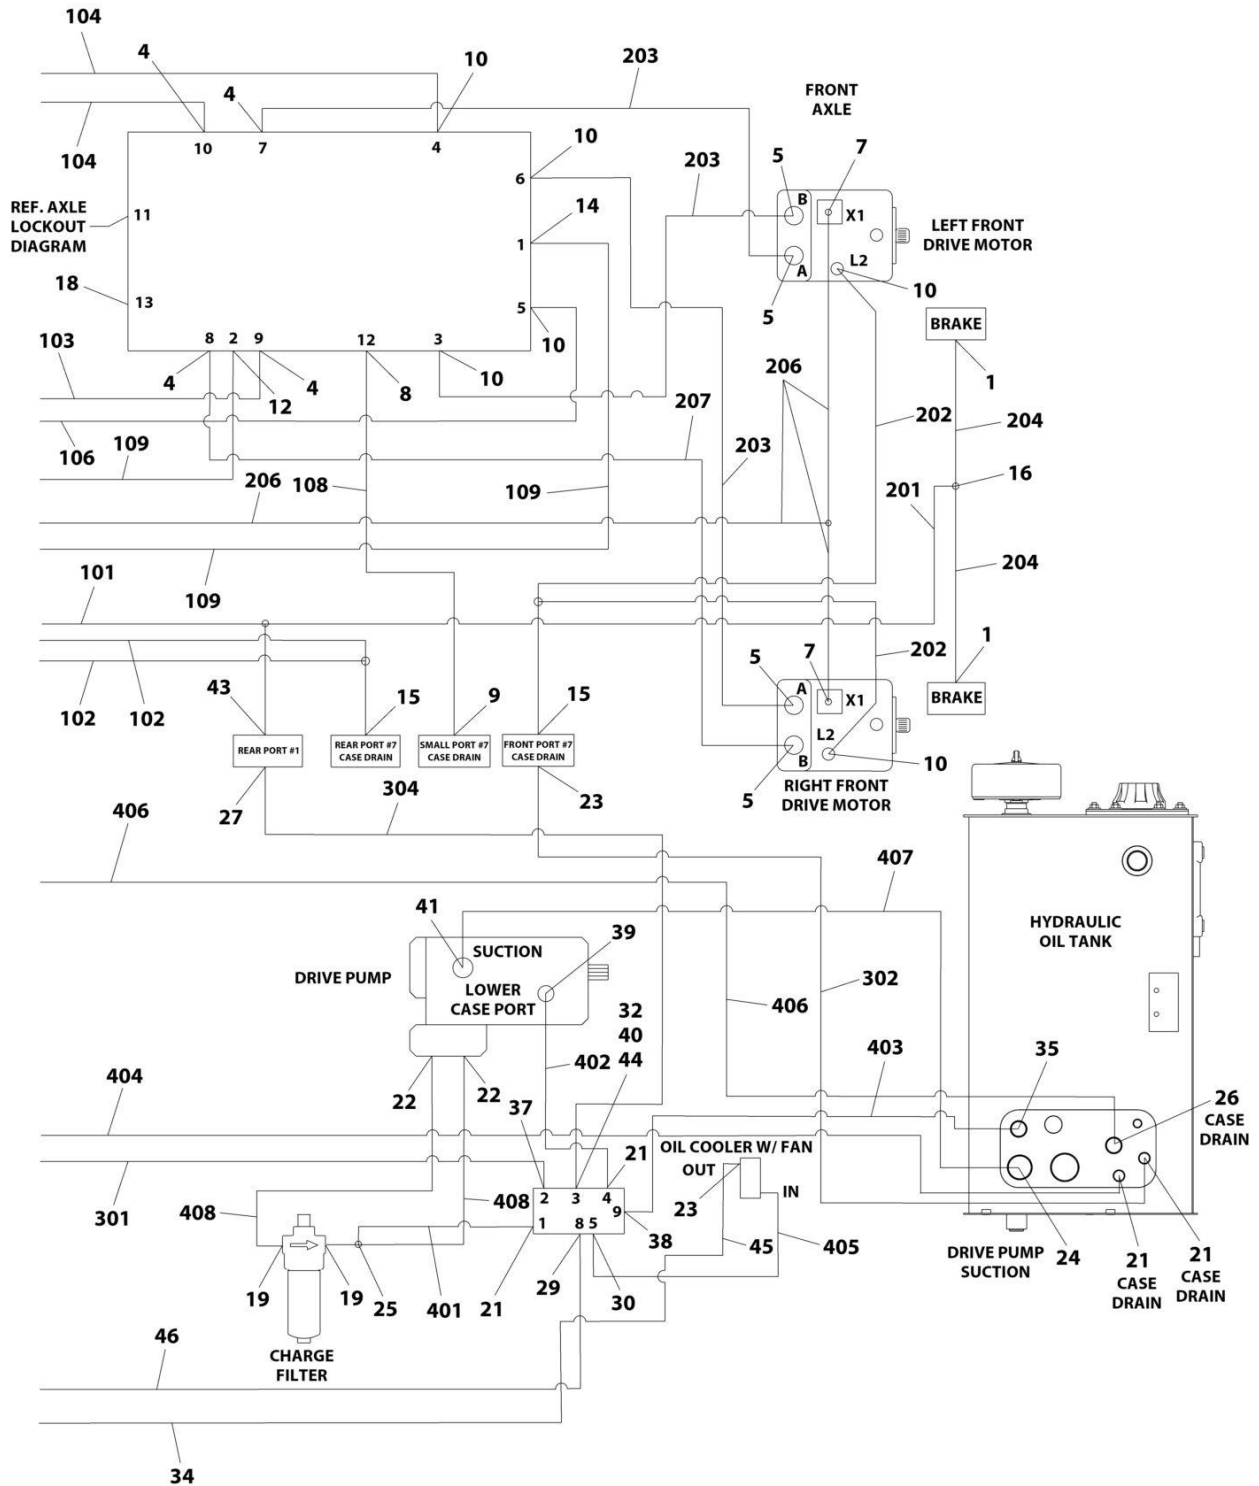 104
4
10
203
FRONT
AXLE
4
104
10
7
4
10
5
7
203
B
X1
6
REF. AXLE
LOCKOUT
DIAGRAM
11
14
LEFT FRONT
DRIVE MOTOR
1
L2
A
18
13
10
5
5
BRAKE
103
8
2
9
12
3
10
4
4
10
1
12
8
207
206
202
204
106
109
203
16
206
108
109
201
101
204
109
1
7
202
5
43
15
9
15
A
X1
BRAKE
102
102
L2
REAR PORT #1
REAR PORT #7
CASE DRAIN
SMALL PORT #7
CASE DRAIN
FRONT PORT #7
CASE DRAIN
B
10
304
RIGHT FRONT
DRIVE MOTOR
27
23
5
406
407
41
39
HYDRAULIC
OIL TANK
SUCTION
DRIVE PUMP
LOWER
CASE PORT
302
32
406
40
403
35
404
402
44
22
22
37
26
CASE
DRAIN
OIL COOLER W/ FAN
21
OUT
301
408
408
2
3
4
IN
9
23
1
8
5
38
45
405
DRIVE PUMP
SUCTION
24
21
CASE
DRAIN
21
CASE
DRAIN
19
19
25
401
21
29
30
46
CHARGE
FILTER
34